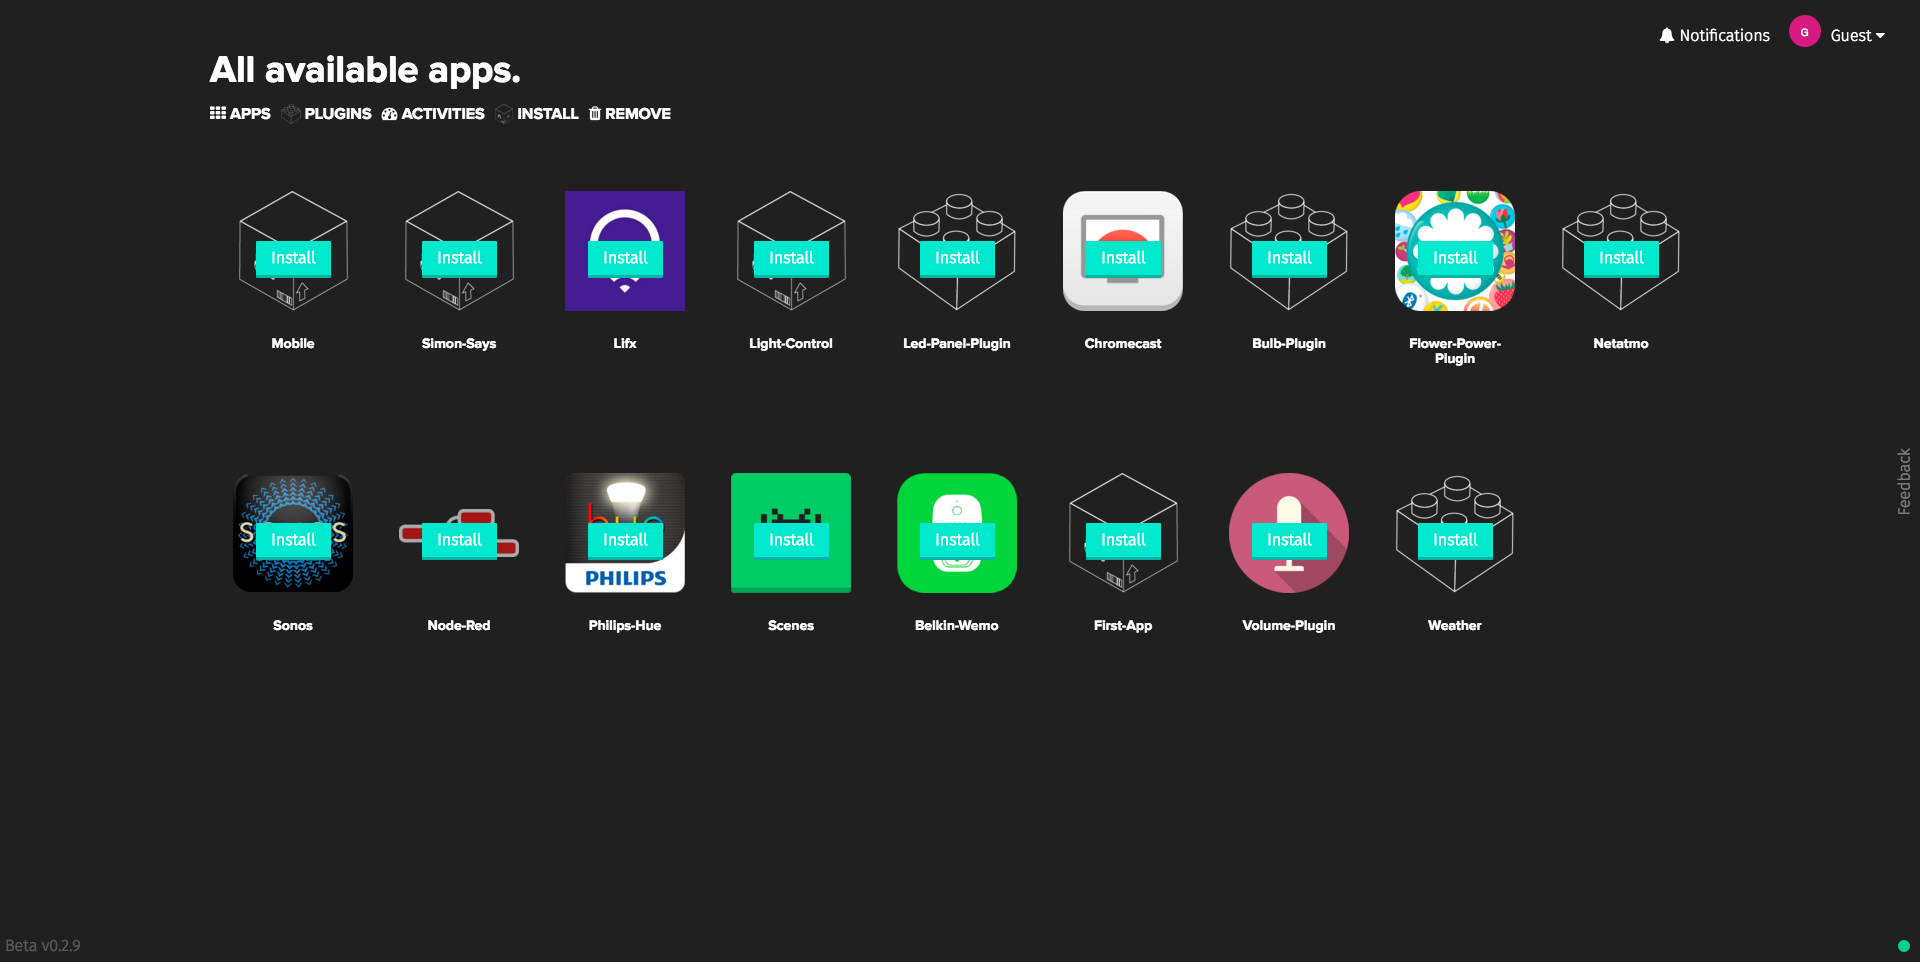 Notifications
G
Guest
All available apps.
APPS PLUGINS ACTIVITIES INSTALL REMOVE
Install
Install
Install
Install
Install
Install
Install
Install
Install
Mobile
Simon-Says
Lifx
Light-Control
Led-Panel-Plugin
Chromecast
Bulb-Plugin
Flower-Power-
Plugin
Netatmo
Feedback
Install
Install
Install
Install
Install
Install
Install
Install
PHILIPS
Sonos
Node-Red
Philips-Hue
Scenes
Belkin-Wemo
First-App
Volume-Plugin
Weather
Beta v0.2.9